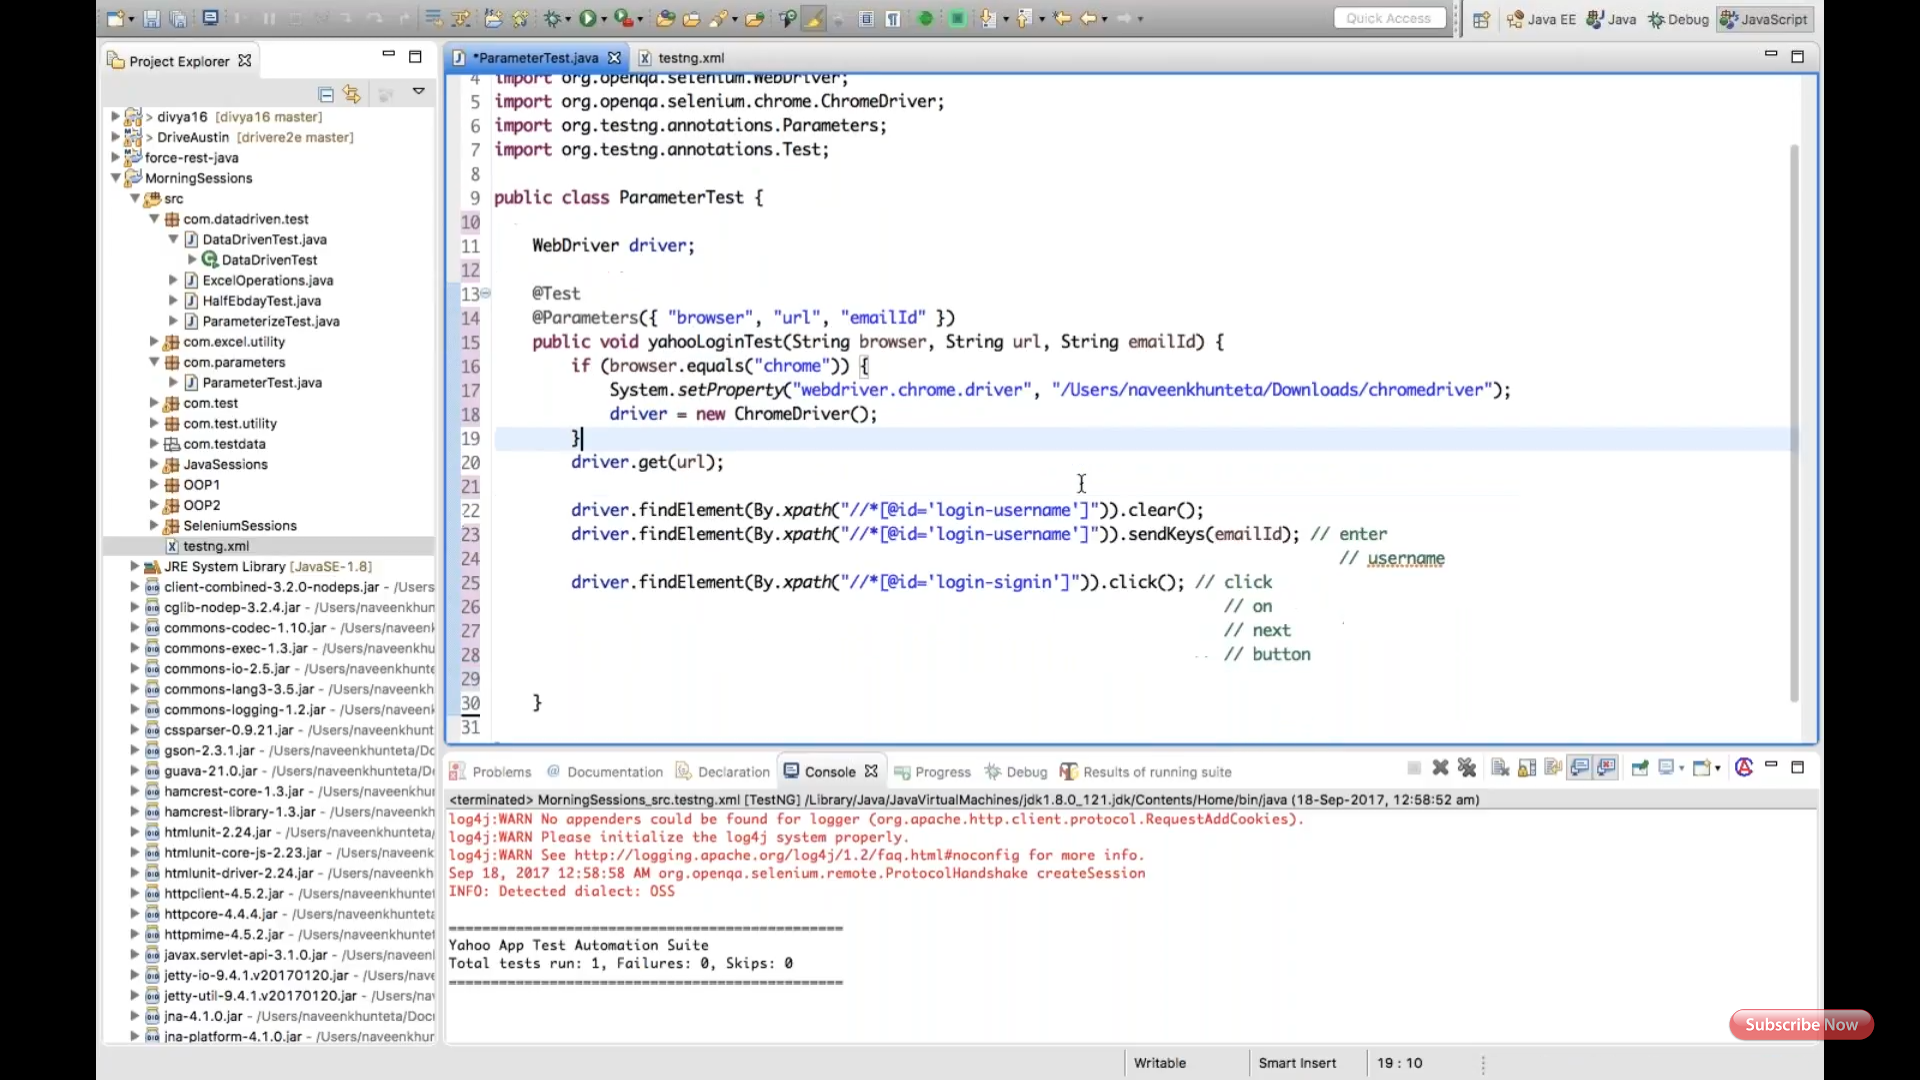 Quick Access
Java EE
Java
Debug
JavaScript
Project Explorer
> divya16 [divya16 master]
> DriveAustin [drivere2e master]
force-rest-java
MorningSessions
src
com.datadriven.test
DataDrivenTest.java
DataDrivenTest
ExcelOperations.java
HalfEbdayTest.java
ParameterizeTest.java
com.excel.utility
com.parameters
ParameterTest.java
com.test
com.test.utility
com.testdata
JavaSessions
OOP1
OOP2
SeleniumSessions
testng.xml
JRE System Library [JavaSE-1.8]
client-combined-3.2.0-nodeps.jar - /Users
cglib-nodep-3.2.4.jar - /Users/naveenkhun
commons-codec-1.10.jar - /Users/naveenk
commons-exec-1.3.jar - /Users/naveenkhu
commons-io-2.5.jar - /Users/naveenkhunte
commons-lang3-3.5.jar - /Users/naveenkh
commons-logging-1.2.jar - /Users/naveenk
cssparser-0.9.21.jar - /Users/naveenkhunt
gson-2.3.1.jar - /Users/naveenkhunteta/Dc
guava-21.0.jar - /Users/naveenkhunteta/D
hamcrest-core-1.3.jar - /Users/naveenkhu
hamcrest-library-1.3.jar - /Users/naveenkh
htmlunit-2.24.jar - /Users/naveenkhunteta
htmlunit-core-js-2.23.jar - /Users/naveenkh
htmlunit-driver-2.24.jar - /Users/naveenkh
httpclient-4.5.2.jar - /Users/naveenkhunte
httpcore-4.4.4.jar - /Users/naveenkhunteta
httpmime-4.5.2.jar - /Users/naveenkhunte
javax.servlet-api-3.1.0.jar - /Users/naveen
jetty-io-9.4.1.v20170120.jar - /Users/nave
jetty-util-9.4.1.v20170120.jar - /Users/nav
jna-4.1.0.jar - /Users/naveenkhunteta/Doc
jna-platform-4.1.0.jar - /Users/naveenkhur
*ParameterTest.java
testng.xml
4 import org.openqa.selenium.WebDriver;
5 import org.openqa.selenium.chrome.ChromeDriver;
6 import org.testng.annotations.Parameters;
7 import org.testng.annotations.Test;
8
9 public class ParameterTest {
10
11 WebDriver driver;
12
13 @Test
14 @Parameters({ "browser", "url", "emailId" })
15 public void yahooLoginTest(String browser, String url, String emailId) {
16 if (browser.equals("chrome")) {
17 System.setProperty("webdriver.chrome.driver", "/Users/naveenkhunteta/Downloads/chromedriver");
18 driver = new ChromeDriver();
19 }
20 driver.get(url);
21
22 driver.findElement(By.xpath("//*[@id='login-username']")).clear();
23 driver.findElement(By.xpath("//*[@id='login-username']")).sendKeys(emailId); // enter
24 // username
25 driver.findElement(By.xpath("//*[@id='login-signin']")).click(); // click
26 // on
27 // next
28 // button
29
30 }
31
Problems
Documentation
Declaration
Console
Progress
Debug
Results of running suite
<terminated> MorningSessions_src.testng.xml [TestNG] /Library/Java/JavaVirtualMachines/jdk1.8.0_121.jdk/Contents/Home/bin/java (18-Sep-2017, 12:58:52 am)
log4j:WARN No appenders could be found for logger (org.apache.http.client.protocol.RequestAddCookies).
log4j:WARN Please initialize the log4j system properly.
log4j:WARN See http://logging.apache.org/log4j/1.2/faq.html#noconfig for more info.
Sep 18, 2017 12:58:58 AM org.openqa.selenium.remote.ProtocolHandshake createSession
INFO: Detected dialect: OSS
===============================================
Yahoo App Test Automation Suite
Total tests run: 1, Failures: 0, Skips: 0
===============================================
Subscribe Now
Writable
Smart Insert
19 : 10